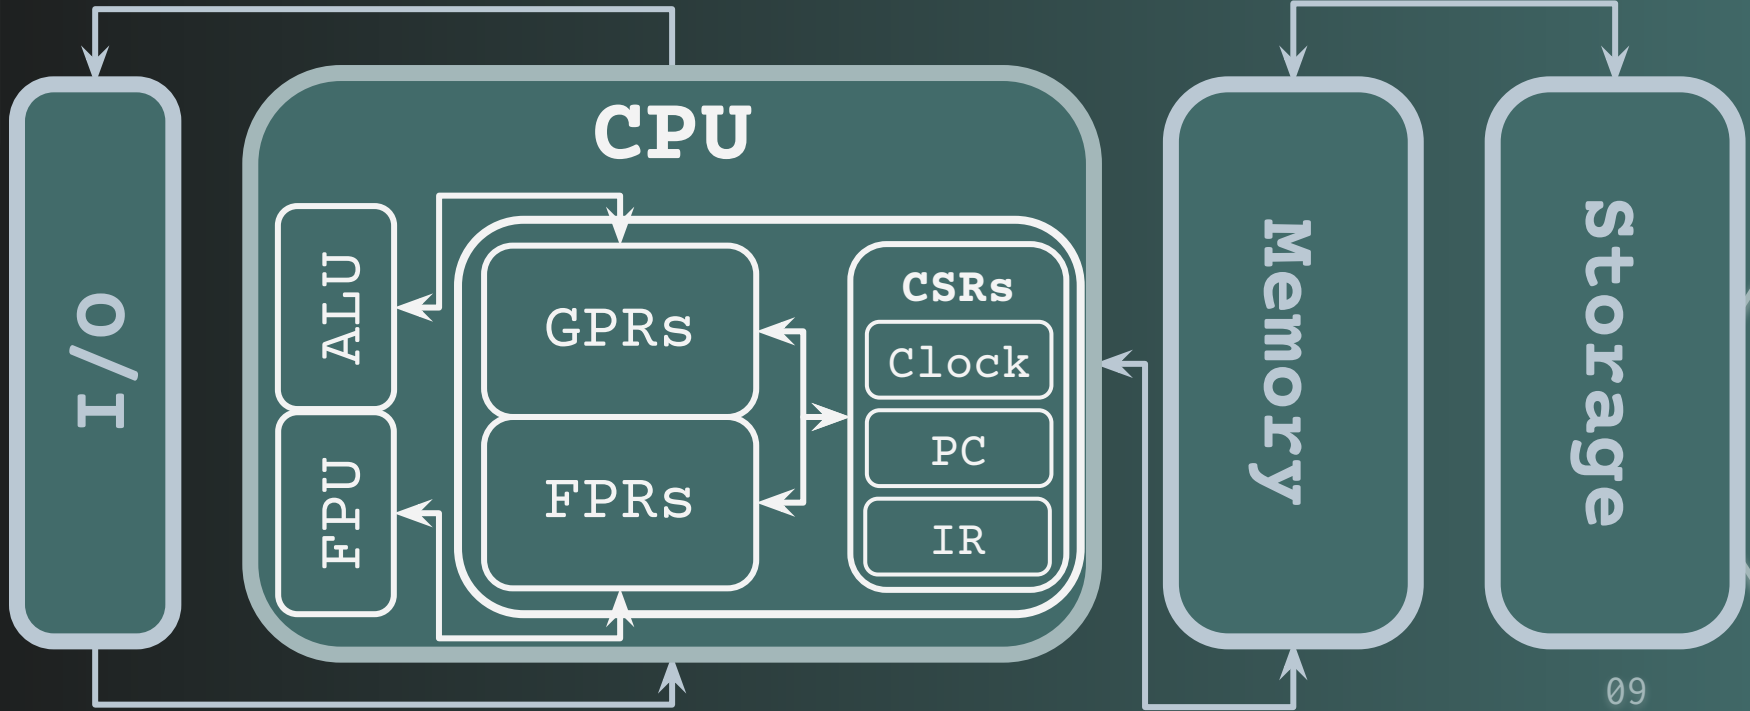 I/O
CPU
ALU
FPU
GPRs
FPRs
CSRs
Clock
PC
IR
Memory
Storage
09